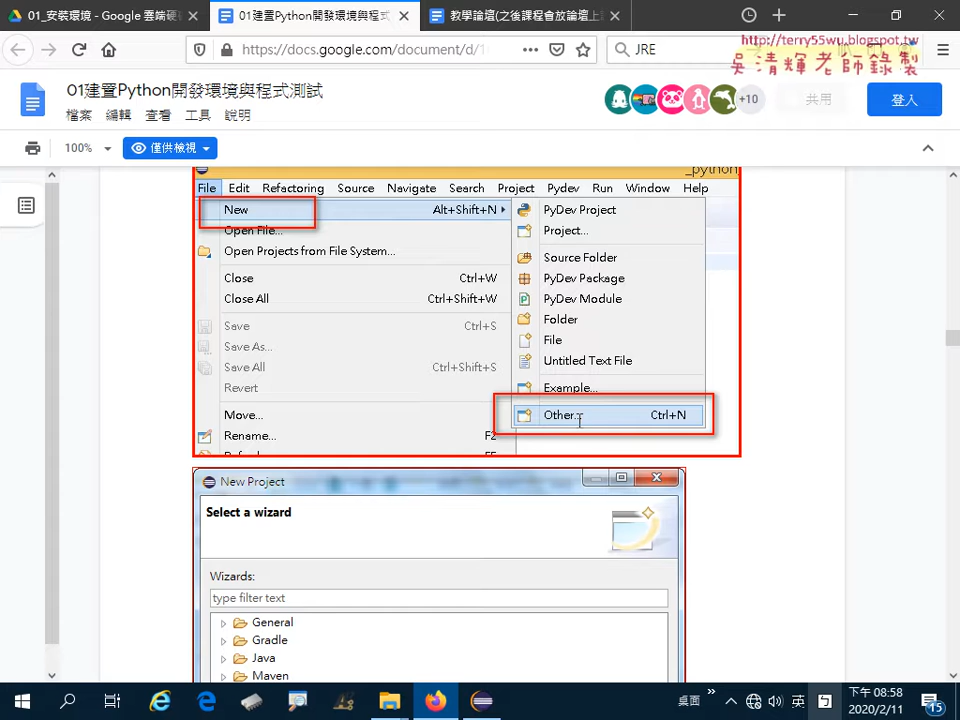 01_安裝環境 - Google 雲端硬
01建置Python開發環境與程式
教學論壇(之後課程會放論壇上
http://terry55wu.blogspot.tw
吳清輝老師錄製
https://docs.google.com/document/d/1
JRE
01建置Python開發環境與程式測試
檔案 編輯 查看 工具 說明
+10
共用
登入
100%
僅供檢視
_python
File Edit Refactoring Source Navigate Search Project Pydev Run Window Help
New Alt+Shift+N
PyDev Project
Open File...
Project...
Open Projects from File System...
Source Folder
Close Ctrl+W
PyDev Package
Close All Ctrl+Shift+W
PyDev Module
Save Ctrl+S
Folder
Save As...
File
Save All Ctrl+Shift+S
Untitled Text File
Revert
Example...
Move...
Other... Ctrl+N
Rename... F2
New Project
Select a wizard
Wizards:
type filter text
General
Gradle
Java
Maven
桌面
英
下午 08:58
2020/2/11
15